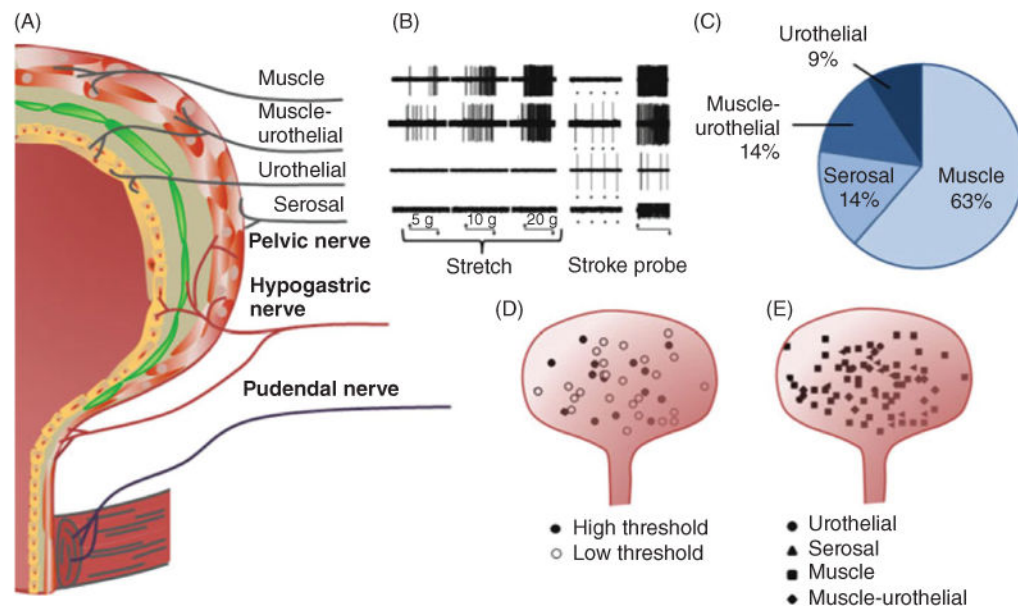 (A)
Muscle
Muscle-
urothelial
Urothelial
Serosal
Pelvic nerve
Hypogastric
nerve
Pudendal nerve
(B)
5 g 10 g 20 g
Stretch
Stroke probe
(C)
Urothelial
9%
Muscle-
urothelial
14%
Serosal
14%
Muscle
63%
(D)
High threshold
Low threshold
(E)
Urothelial
Serosal
Muscle
Muscle-urothelial